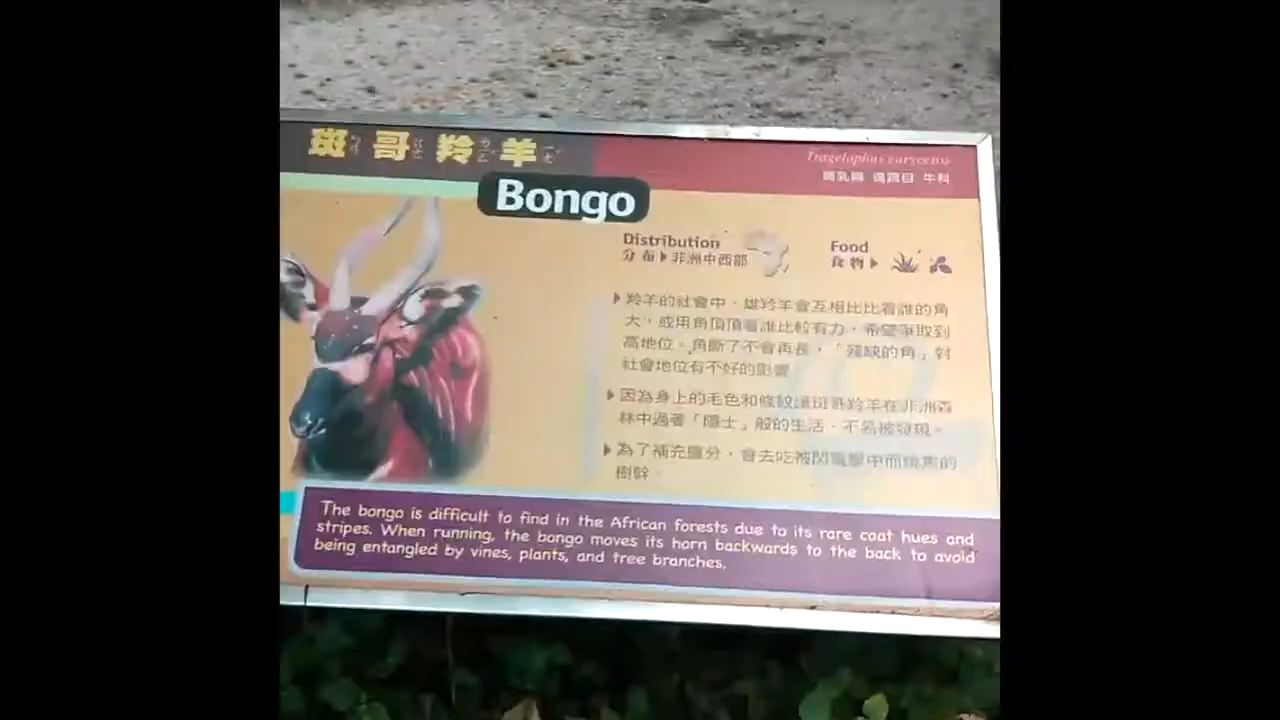 斑哥羚羊
Bongo
Tragelaphus euryceros
哺乳綱 偶蹄目 牛科
Distribution
分布▶非洲中西部
Food
食物▶
▶羚羊的社會中，雄羚羊會互相比比看誰的角
大，或用角頂頂看誰比較有力，希望爭取到
高地位。角斷了不會再長，「殘缺的角」對
社會地位有不好的影響
▶因為身上的毛色和條紋讓斑哥羚羊在非洲森
林中過著「隱士」般的生活，不易被發現。
▶為了補充鹽分，會去吃被閃電擊中而燒焦的
樹幹。
The bongo is difficult to find in the African forests due to its rare coat hues and
stripes. When running, the bongo moves its horn backwards to the back to avoid
being entangled by vines, plants, and tree branches.